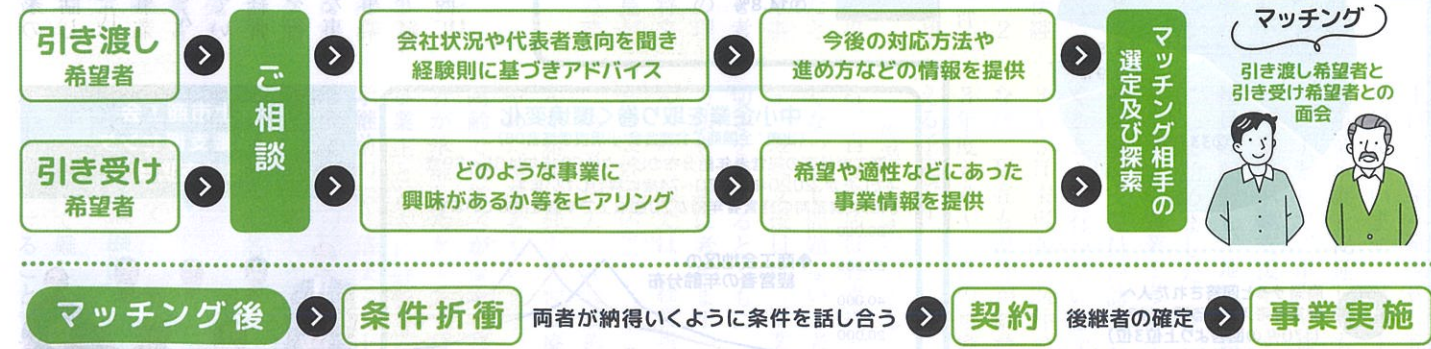 引き渡し
希望者
ご相談
会社状況や代表者意向を聞き
経験則に基づきアドバイス
今後の対応方法や
進め方などの情報を提供
引き受け
希望者
どのような事業に
興味があるか等をヒアリング
希望や適性などにあった
事業情報を提供
マッチング相手の
選定及び探索
マッチング
引き渡し希望者と
引き受け希望者との
面会
マッチング後
条件折衝
両者が納得いくように条件を話し合う
契約
後継者の確定
事業実施